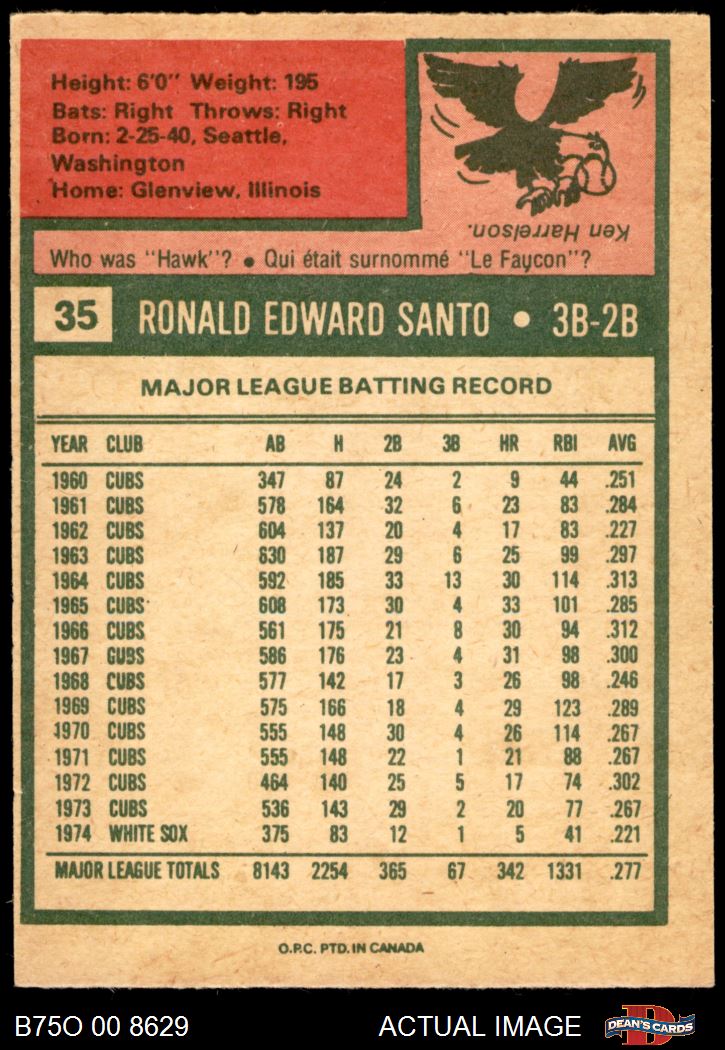 Height: 6'0" Weight: 195
Bats: Right Throws: Right
Born: 2-25-40, Seattle,
Washington
Home: Glenview, Illinois
Ken Harrelson.
Who was "Hawk"? • Qui était surnommé "Le Faucon"?
35 RONALD EDWARD SANTO • 3B-2B
MAJOR LEAGUE BATTING RECORD
YEAR CLUB AB H 2B 3B HR RBI AVG
1960 CUBS 347 87 24 2 9 44 .251
1961 CUBS 578 164 32 6 23 83 .284
1962 CUBS 604 137 20 4 17 83 .227
1963 CUBS 630 187 29 6 25 99 .297
1964 CUBS 592 185 33 13 30 114 .313
1965 CUBS 608 173 30 4 33 101 .285
1966 CUBS 561 175 21 8 30 94 .312
1967 CUBS 586 176 23 4 31 98 .300
1968 CUBS 577 142 17 3 26 98 .246
1969 CUBS 575 166 18 4 29 123 .289
1970 CUBS 555 148 30 4 26 114 .267
1971 CUBS 555 148 22 1 21 88 .267
1972 CUBS 464 140 25 5 17 74 .302
1973 CUBS 536 143 29 2 20 77 .267
1974 WHITE SOX 375 83 12 1 5 41 .221
MAJOR LEAGUE TOTALS 8143 2254 365 67 342 1331 .277
O.P.C. PTD. IN CANADA
B75O 00 8629 ACTUAL IMAGE D DEAN'S CARDS